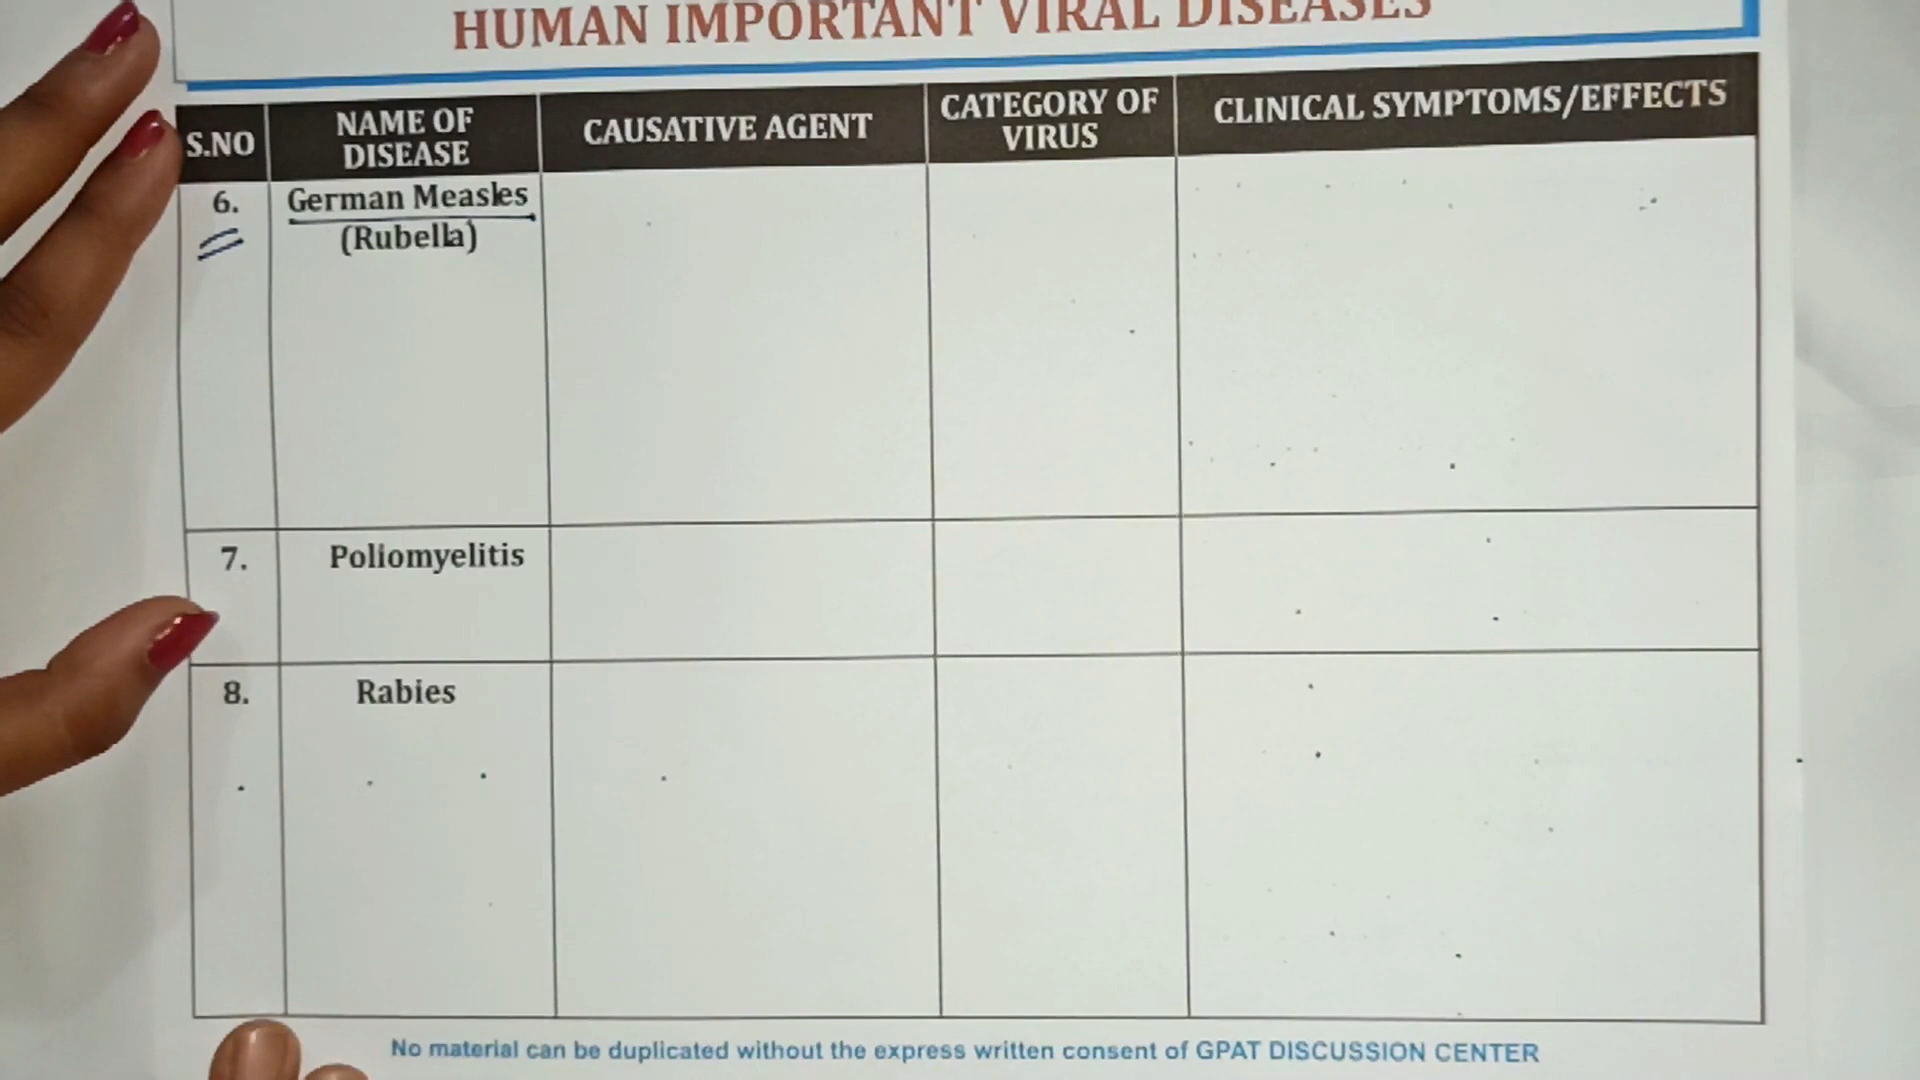 HUMAN IMPORTANT VIRAL DISEASES
S.NO
NAME OF
DISEASE
CAUSATIVE AGENT
CATEGORY OF
VIRUS
CLINICAL SYMPTOMS/EFFECTS
6.
German Measles
(Rubella)
7.
Poliomyelitis
8.
Rabies
No material can be duplicated without the express written consent of GPAT DISCUSSION CENTER